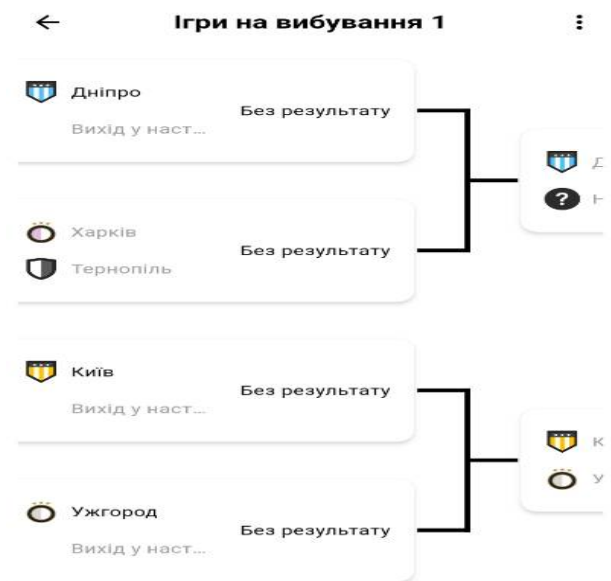 Ігри на вибування 1
Дніпро
Без результату
Вихід у наст...
Д
?
Н
Харків
Без результату
Тернопіль
Київ
Без результату
Вихід у наст...
К
У
Ужгород
Без результату
Вихід у наст...